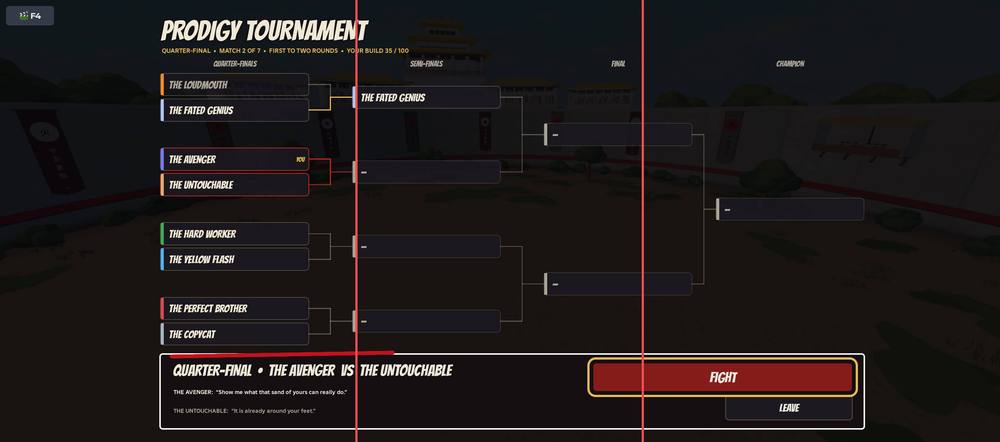 F4
PRODIGY TOURNAMENT
QUARTER-FINAL • MATCH 2 OF 7 • FIRST TO TWO ROUNDS • YOUR BUILD 35 / 100
QUARTER-FINALS
SEMI-FINALS
FINAL
CHAMPION
THE LOUDMOUTH
THE FATED GENIUS
THE FATED GENIUS
—
THE AVENGER YOU
THE UNTOUCHABLE
—
—
THE HARD WORKER
THE YELLOW FLASH
—
—
THE PERFECT BROTHER
THE COPYCAT
—
QUARTER-FINAL • THE AVENGER VS THE UNTOUCHABLE
THE AVENGER: "Show me what that sand of yours can really do."
THE UNTOUCHABLE: "It is already around your feet."
FIGHT
LEAVE